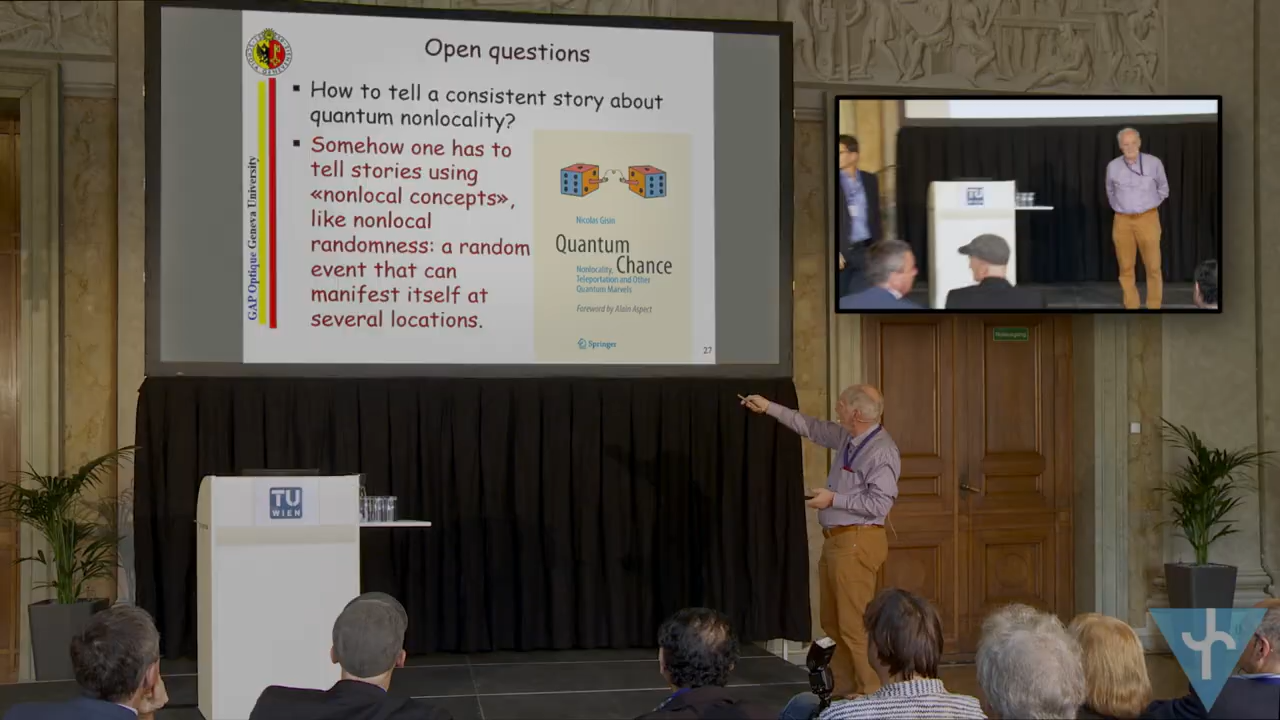 Open questions
▪ How to tell a consistent story about
quantum nonlocality?
▪ Somehow one has to
tell stories using
«nonlocal concepts»,
like nonlocal
randomness: a random
event that can
manifest itself at
several locations.
GAP Optique Geneva University
Nicolas Gisin
Quantum
Chance
Nonlocality,
Teleportation and Other
Quantum Marvels
Foreword by Alain Aspect
Springer
27
TU
WIEN